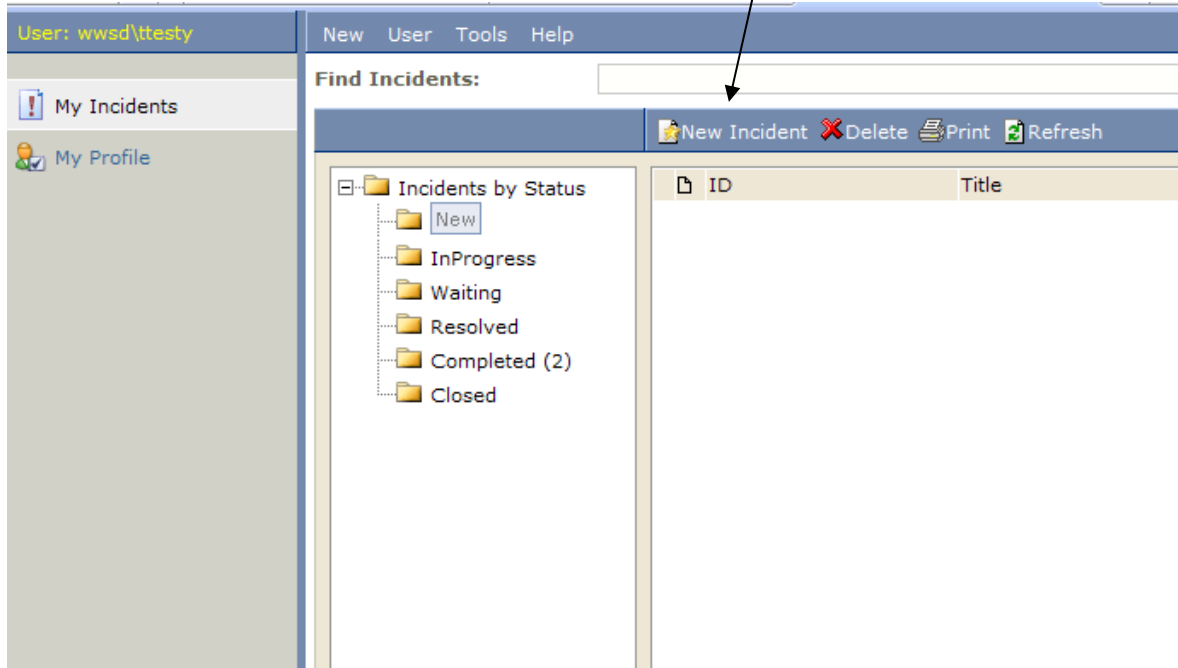 User: wwsd\ttesty
New User Tools Help
Find Incidents:
My Incidents
My Profile
New Incident Delete Print Refresh
ID Title
Incidents by Status
New
InProgress
Waiting
Resolved
Completed (2)
Closed